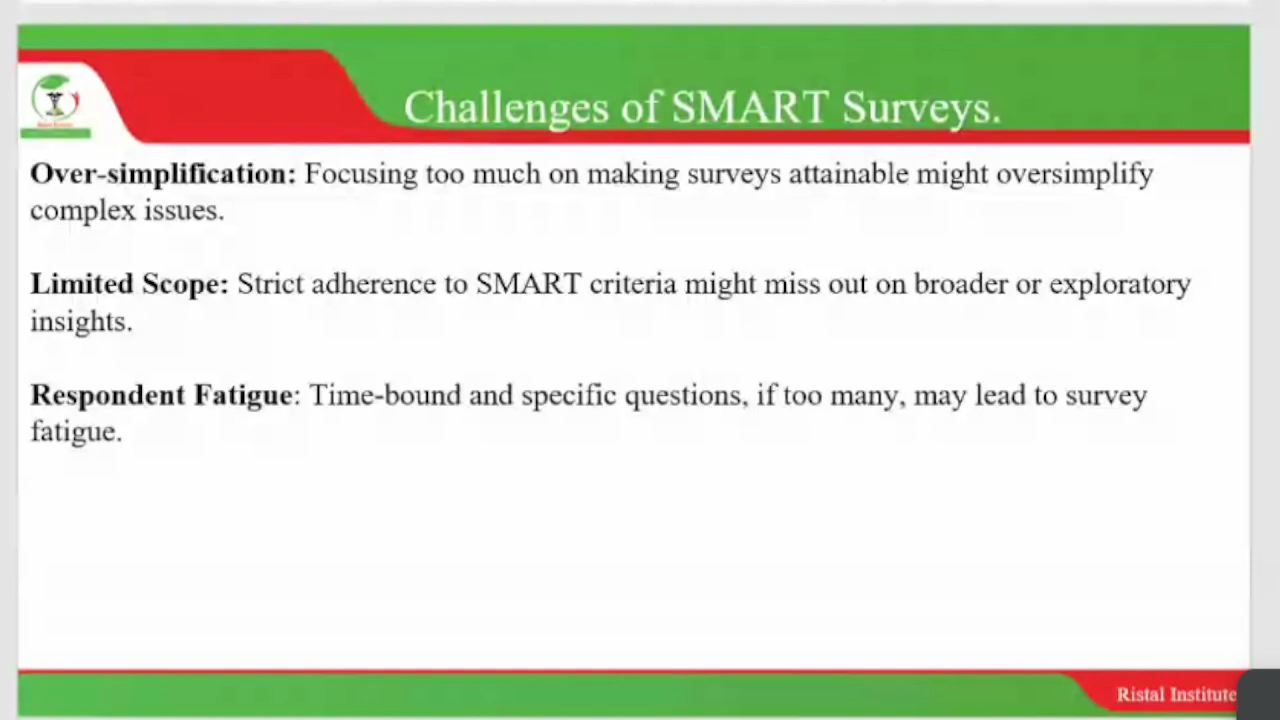 Challenges of SMART Surveys.
Over-simplification: Focusing too much on making surveys attainable might oversimplify
complex issues.
Limited Scope: Strict adherence to SMART criteria might miss out on broader or exploratory
insights.
Respondent Fatigue: Time-bound and specific questions, if too many, may lead to survey
fatigue.
Ristal Institute